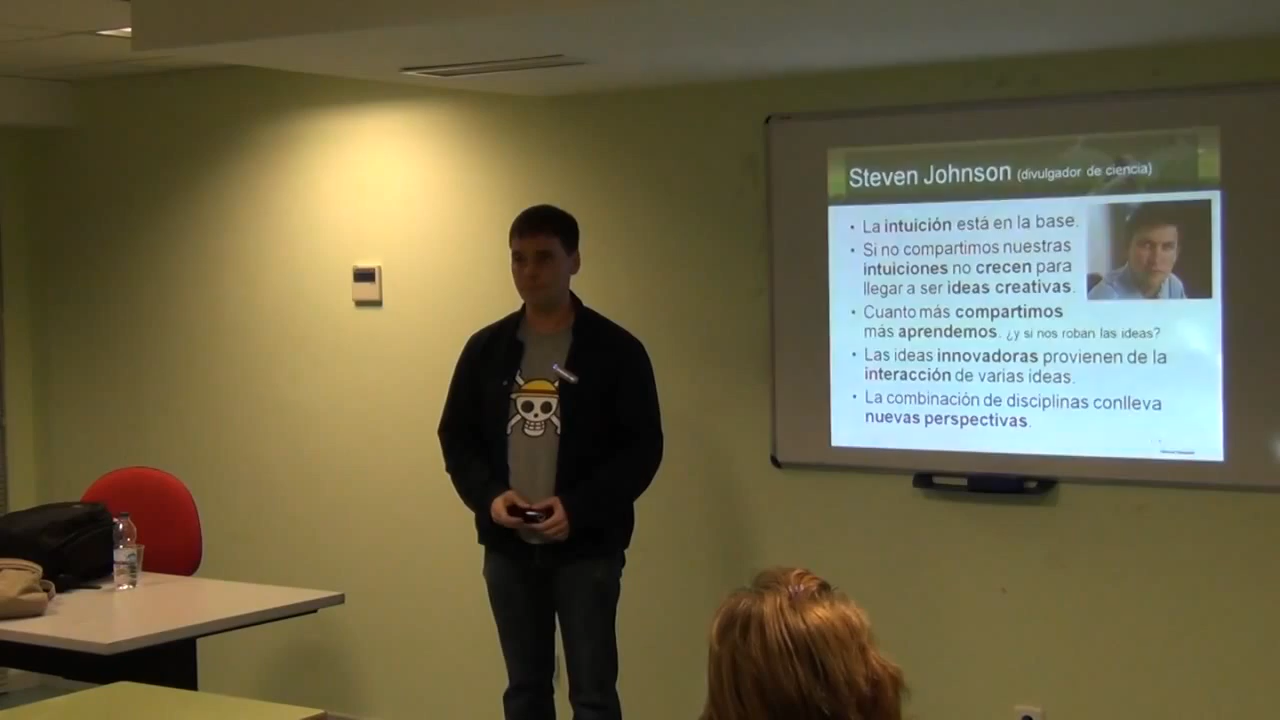 Steven Johnson (divulgador de ciencia)
• La intuición está en la base.
• Si no compartimos nuestras
intuiciones no crecen para
llegar a ser ideas creativas.
• Cuanto más compartimos
más aprendemos. ¿y si nos roban las ideas?
• Las ideas innovadoras provienen de la
interacción de varias ideas.
• La combinación de disciplinas conlleva
nuevas perspectivas.